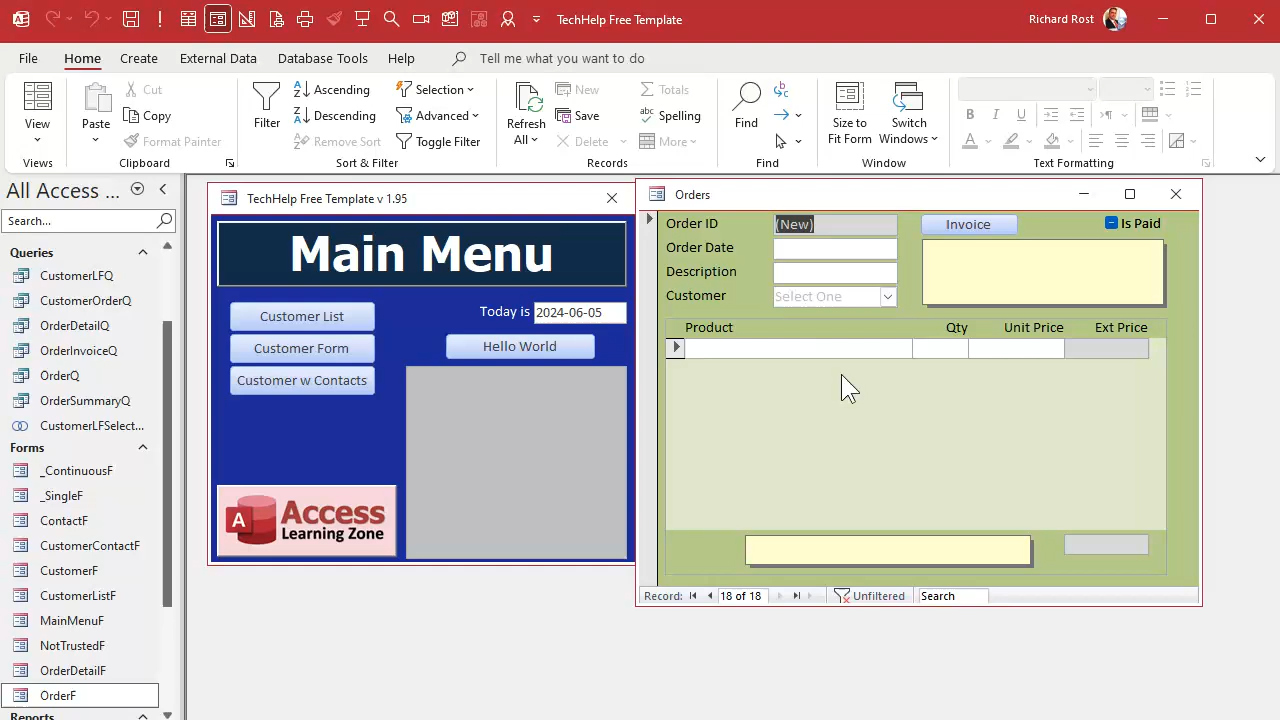 TechHelp Free Template
Richard Rost
File Home Create External Data Database Tools Help Tell me what you want to do
View
Views
Paste
Cut
Copy
Format Painter
Clipboard
Filter
Ascending
Descending
Remove Sort
Selection
Advanced
Toggle Filter
Sort & Filter
Refresh
All
New
Save
Delete
Totals
Spelling
More
Records
Find
Find
Size to
Fit Form
Switch
Windows
Window
B I U
A
Text Formatting
All Access ...
Search...
Queries
CustomerLFQ
CustomerOrderQ
OrderDetailQ
OrderInvoiceQ
OrderQ
OrderSummaryQ
CustomerLFSelect...
Forms
_ContinuousF
_SingleF
ContactF
CustomerContactF
CustomerF
CustomerListF
MainMenuF
NotTrustedF
OrderDetailF
OrderF
Reports
TechHelp Free Template v 1.95
Main Menu
Customer List
Customer Form
Customer w Contacts
Today is 2024-06-05
Hello World
A Access
Learning Zone
Orders
Order ID (New)
Order Date
Description
Customer Select One
Invoice
Is Paid
Product Qty Unit Price Ext Price
Record: 18 of 18 Unfiltered Search